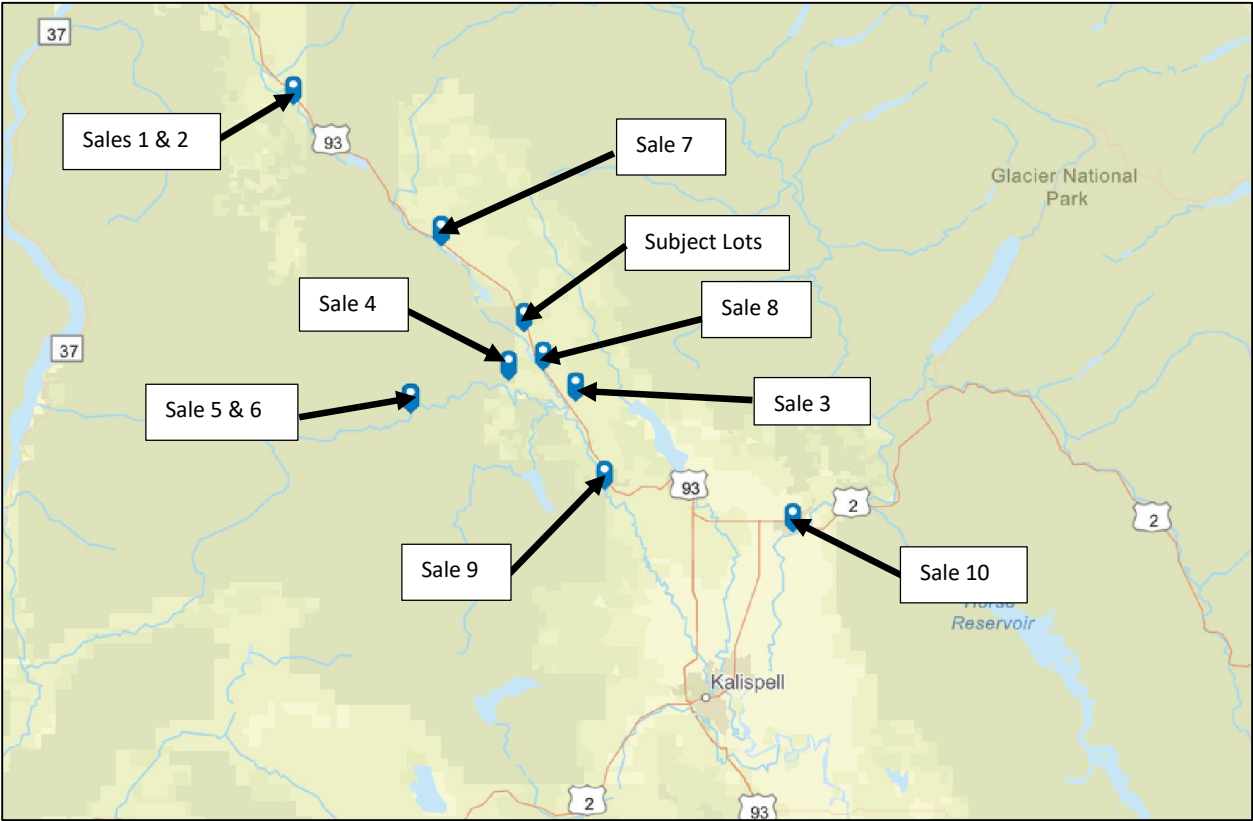 37
Sales 1 & 2
93
Sale 7
Glacier National
Park
Subject Lots
Sale 4
Sale 8
37
Sale 5 & 6
Sale 3
93
2
2
Sale 9
Sale 10
Horse
Reservoir
Kalispell
2
93